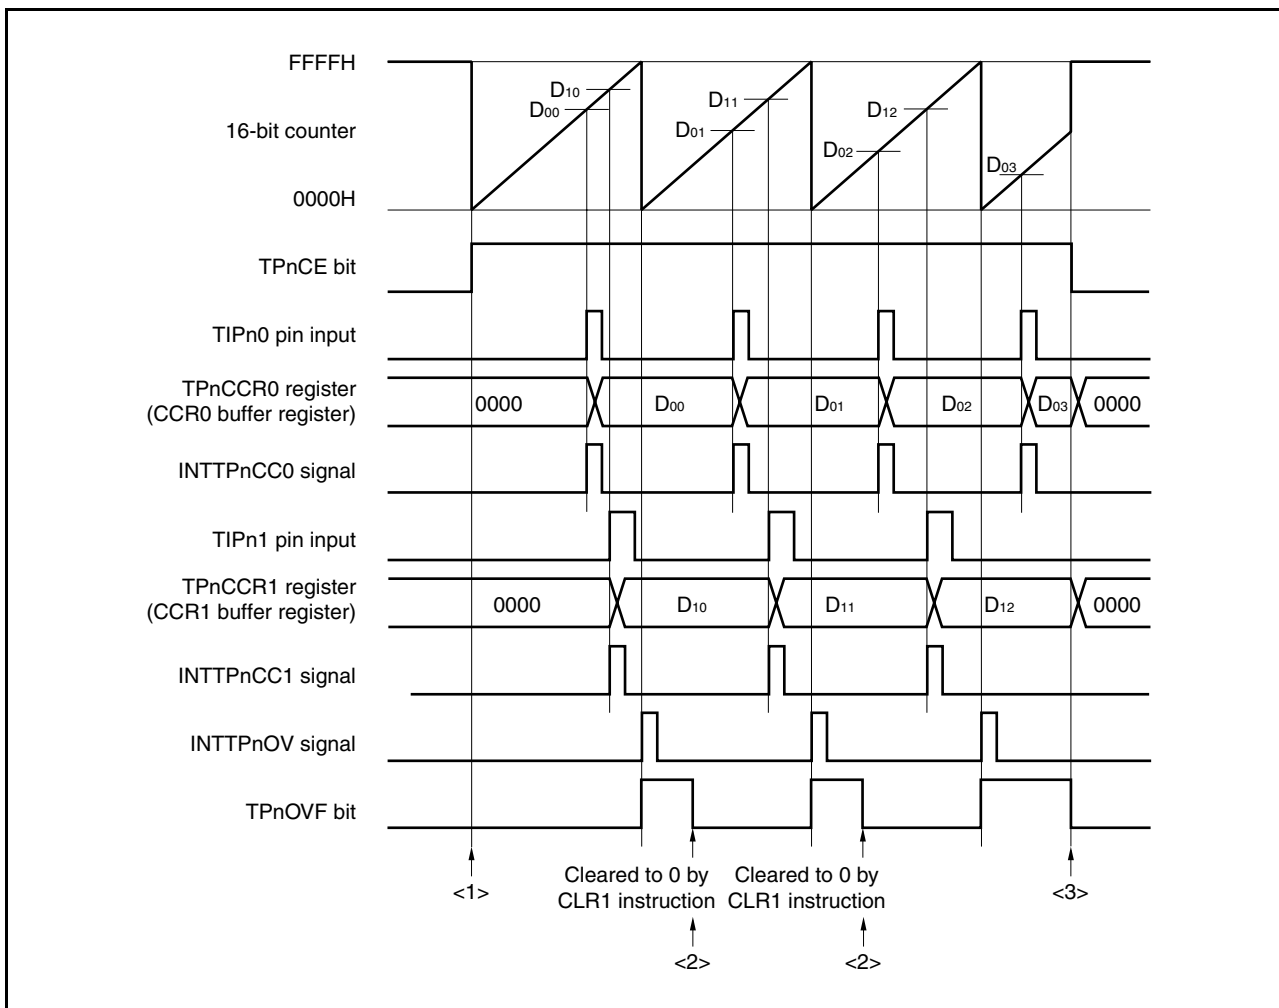 FFFFH
D10
D11
D12
D00
16-bit counter
D01
D02
D03
0000H
TPnCE bit
TIPn0 pin input
TPnCCR0 register
(CCR0 buffer register)
0000 D00 D01 D02 D03 0000
INTTPnCC0 signal
TIPn1 pin input
TPnCCR1 register
(CCR1 buffer register)
0000 D10 D11 D12 0000
INTTPnCC1 signal
INTTPnOV signal
TPnOVF bit
<1>
Cleared to 0 by
CLR1 instruction
<2>
Cleared to 0 by
CLR1 instruction
<2>
<3>